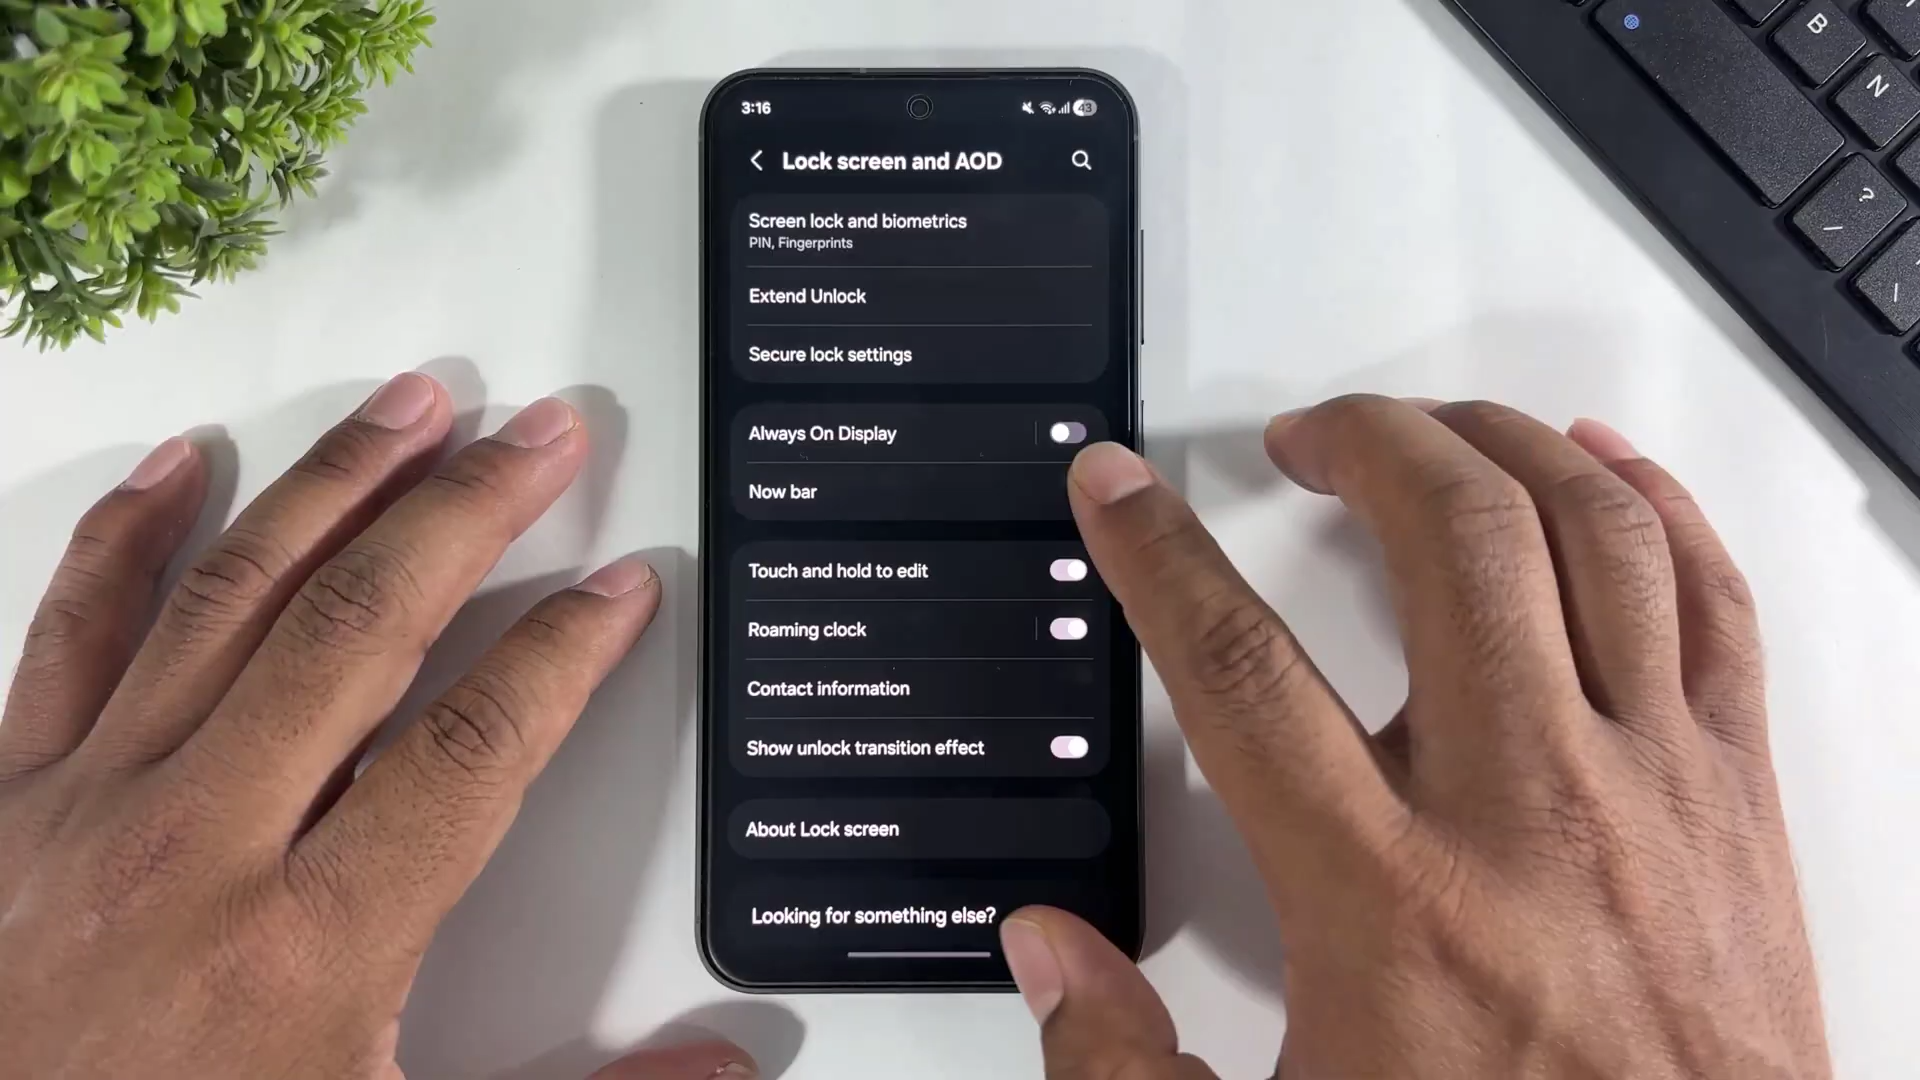 3:16
43
Lock screen and AOD
Screen lock and biometrics
PIN, Fingerprints
Extend Unlock
Secure lock settings
Always On Display
Now bar
Touch and hold to edit
Roaming clock
Contact information
Show unlock transition effect
About Lock screen
Looking for something else?
B
N
?
/